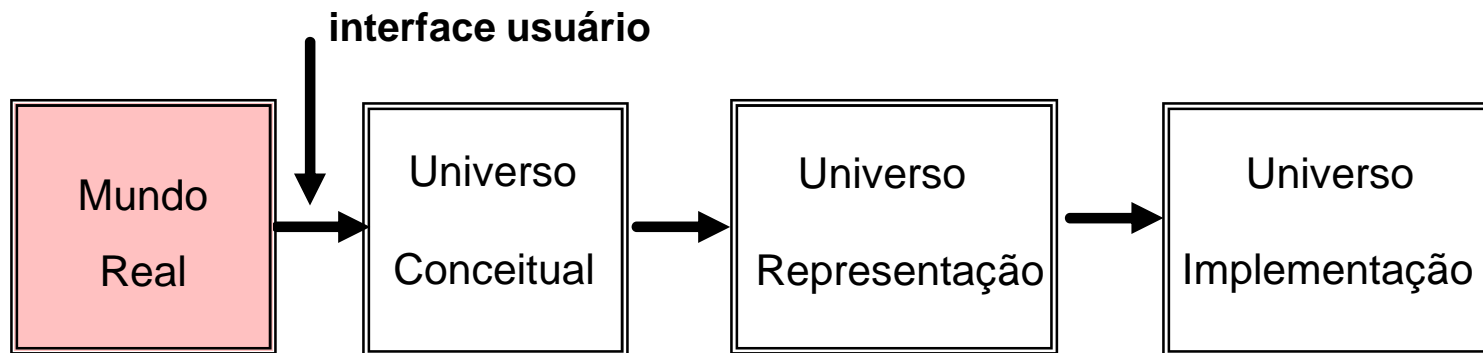 interface usuário
Mundo
Real
Universo
Conceitual
Universo
Representação
Universo
Implementação